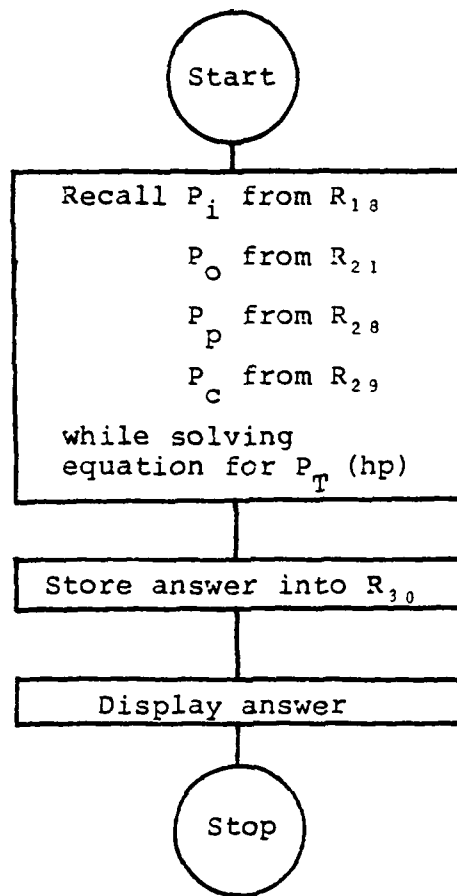 Start
Recall P_i from R_18
P_o from R_21
P_p from R_28
P_c from R_29
while solving
equation for P_T (hp)
Store answer into R_30
Display answer
Stop